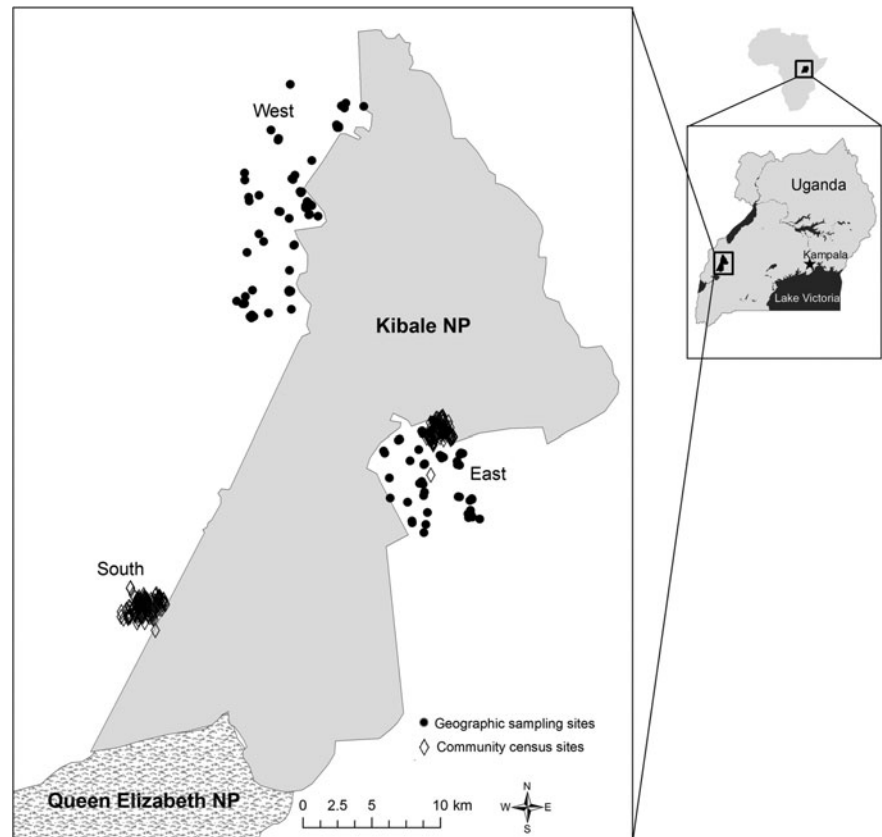 West
Uganda
Kampala
Lake Victoria
Kibale NP
East
South
Geographic sampling sites
Community census sites
Queen Elizabeth NP
0 2.5 5 10 km
N
W E
S